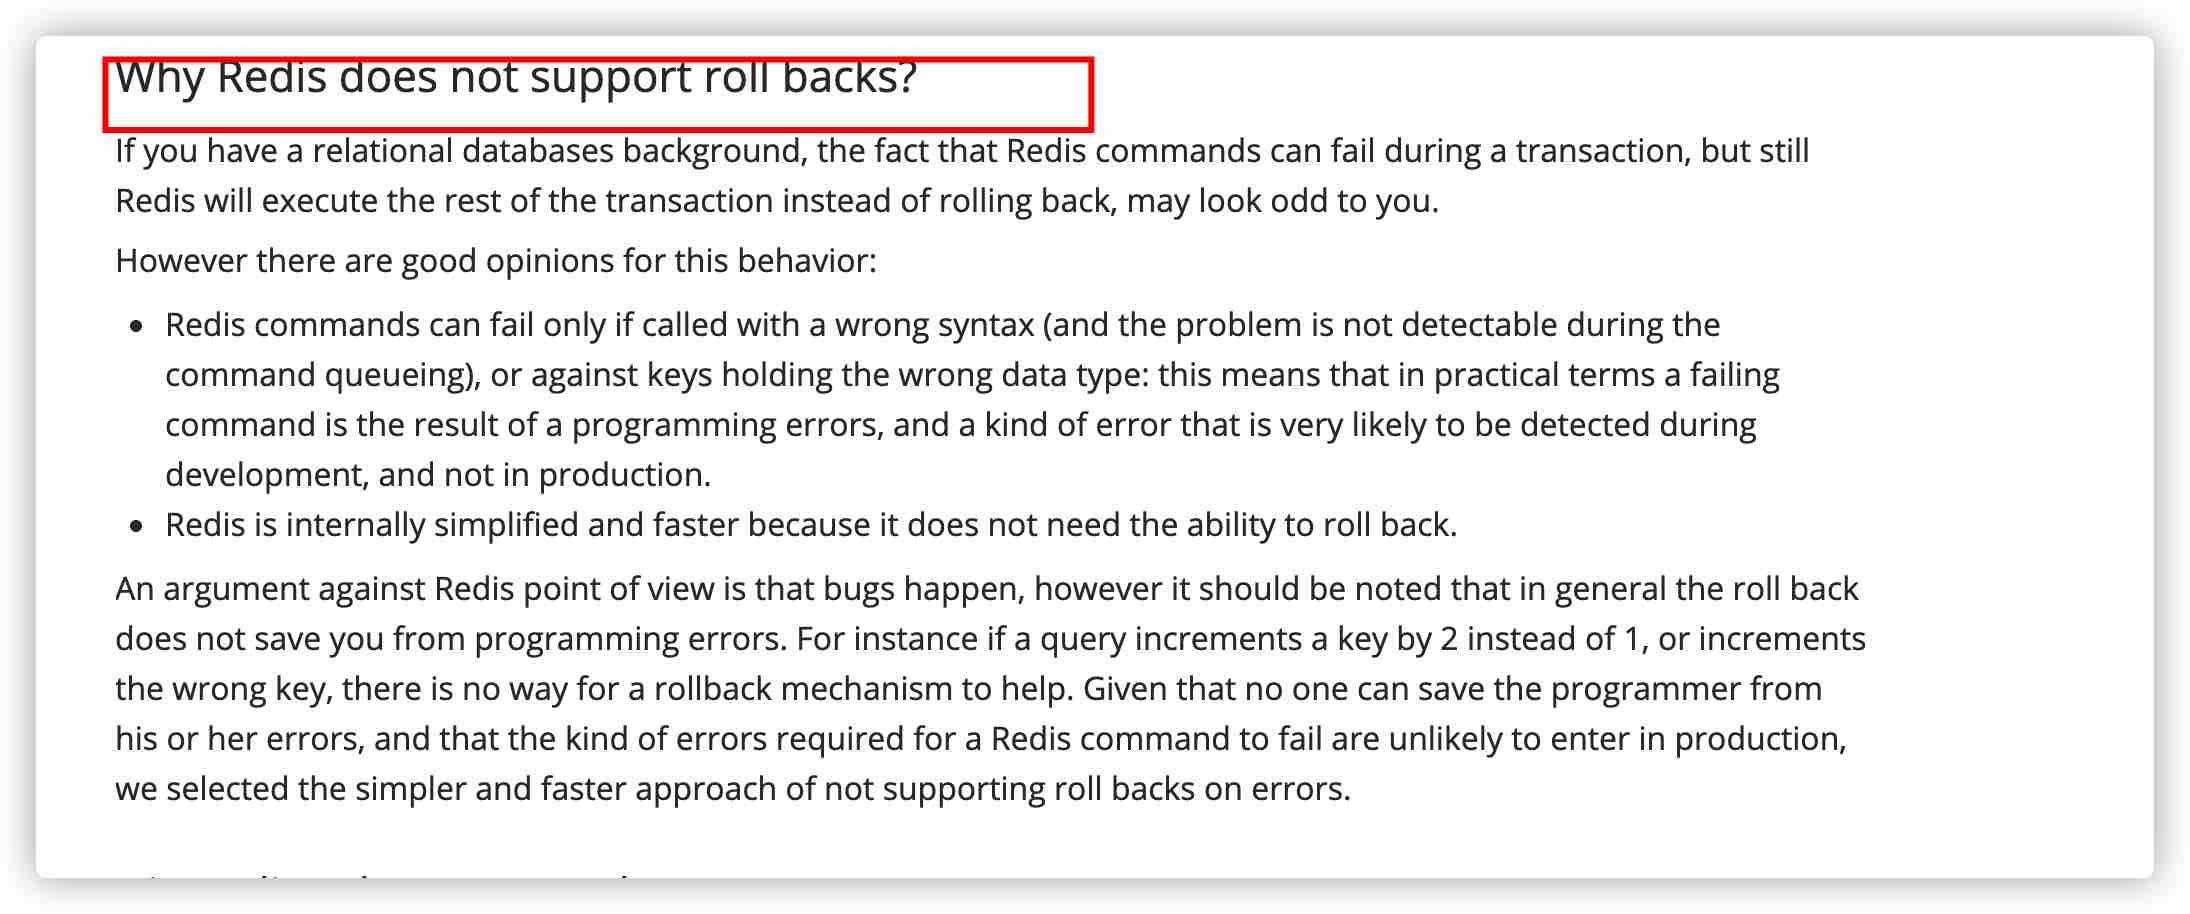 Why Redis does not support roll backs?
If you have a relational databases background, the fact that Redis commands can fail during a transaction, but still
Redis will execute the rest of the transaction instead of rolling back, may look odd to you.
However there are good opinions for this behavior:
• Redis commands can fail only if called with a wrong syntax (and the problem is not detectable during the
command queueing), or against keys holding the wrong data type: this means that in practical terms a failing
command is the result of a programming errors, and a kind of error that is very likely to be detected during
development, and not in production.
• Redis is internally simplified and faster because it does not need the ability to roll back.
An argument against Redis point of view is that bugs happen, however it should be noted that in general the roll back
does not save you from programming errors. For instance if a query increments a key by 2 instead of 1, or increments
the wrong key, there is no way for a rollback mechanism to help. Given that no one can save the programmer from
his or her errors, and that the kind of errors required for a Redis command to fail are unlikely to enter in production,
we selected the simpler and faster approach of not supporting roll backs on errors.